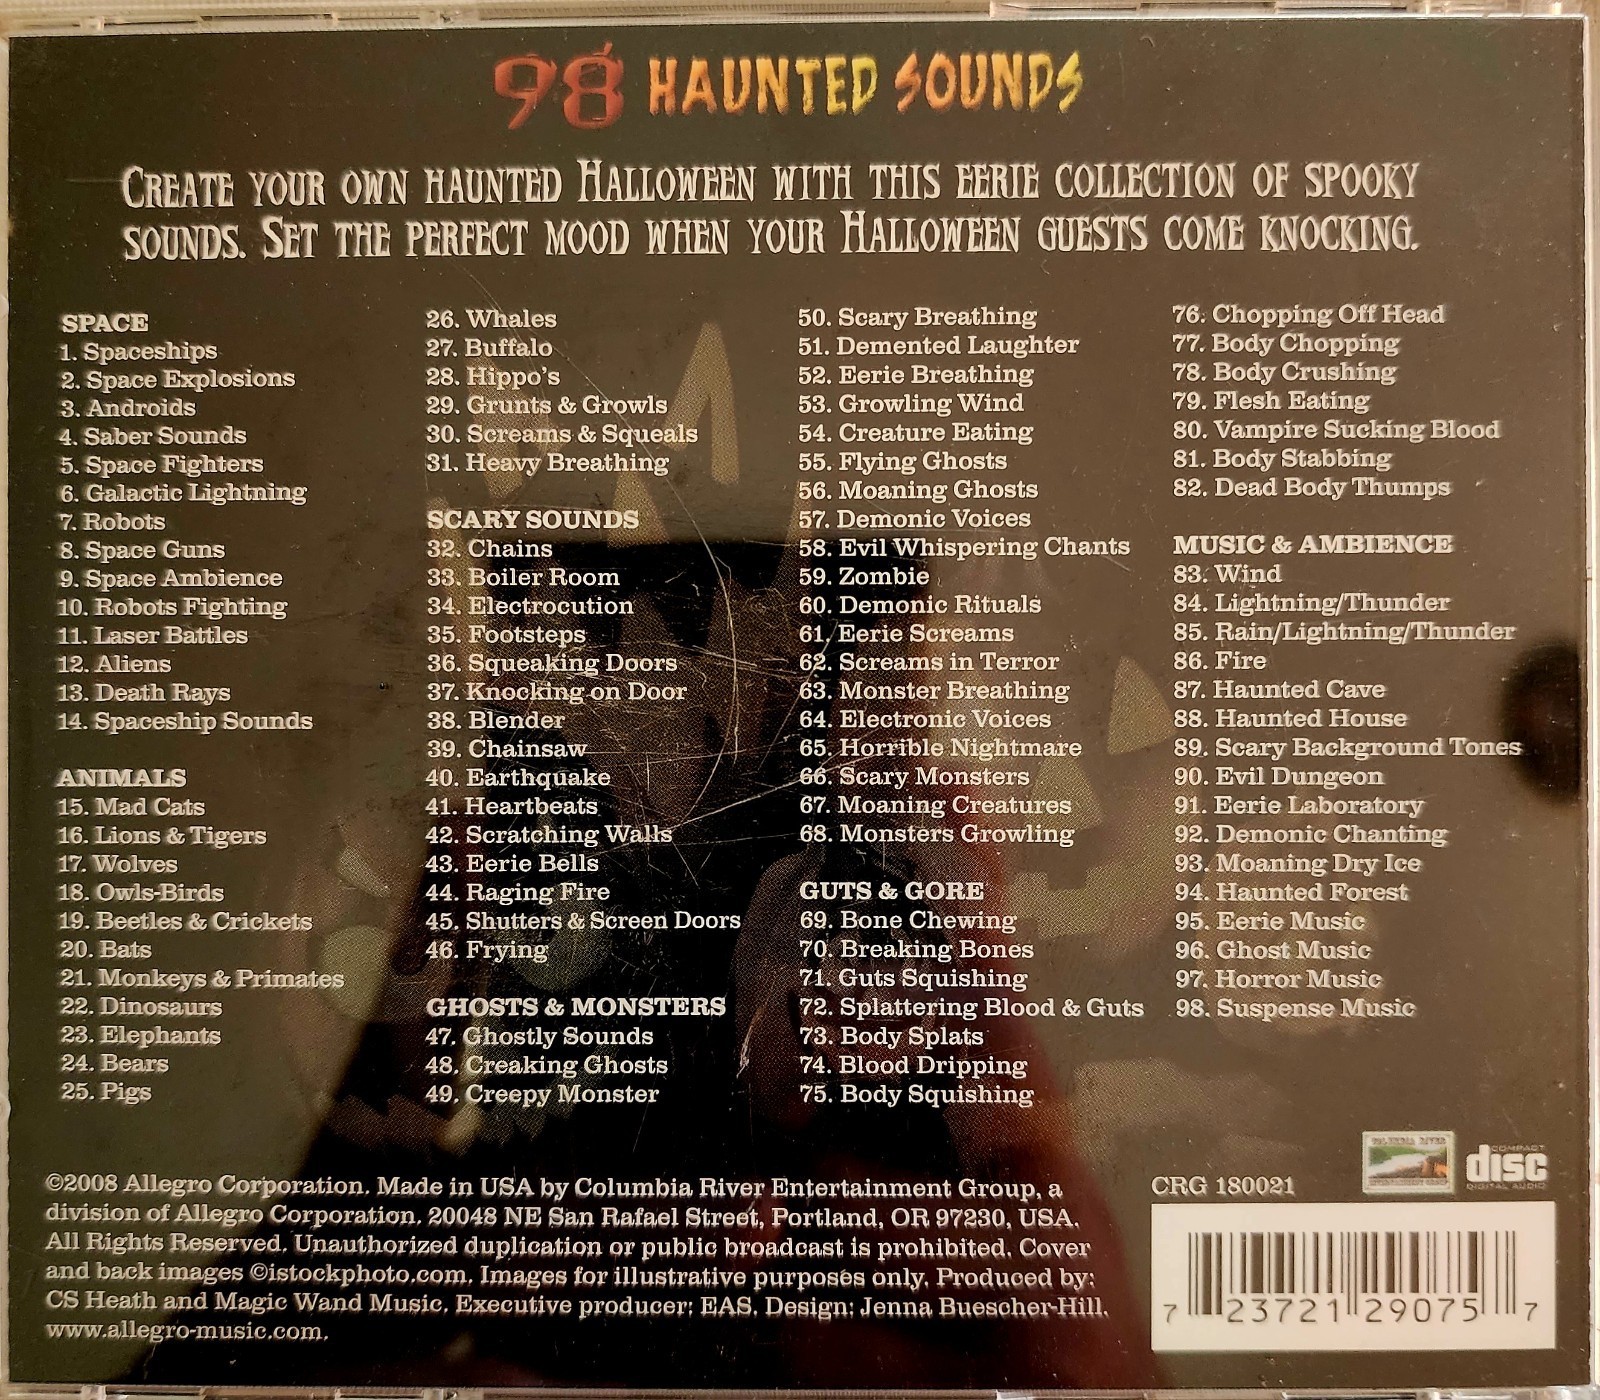 98 HAUNTED SOUNDS
CREATE YOUR OWN HAUNTED HALLOWEEN WITH THIS EERIE COLLECTION OF SPOOKY
SOUNDS. SET THE PERFECT MOOD WHEN YOUR HALLOWEEN GUESTS COME KNOCKING.
SPACE
1. Spaceships
2. Space Explosions
3. Androids
4. Saber Sounds
5. Space Fighters
6. Galactic Lightning
7. Robots
8. Space Guns
9. Space Ambience
10. Robots Fighting
11. Laser Battles
12. Aliens
13. Death Rays
14. Spaceship Sounds
ANIMALS
15. Mad Cats
16. Lions & Tigers
17. Wolves
18. Owls-Birds
19. Beetles & Crickets
20. Bats
21. Monkeys & Primates
22. Dinosaurs
23. Elephants
24. Bears
25. Pigs
26. Whales
27. Buffalo
28. Hippo's
29. Grunts & Growls
30. Screams & Squeals
31. Heavy Breathing
SCARY SOUNDS
32. Chains
33. Boiler Room
34. Electrocution
35. Footsteps
36. Squeaking Doors
37. Knocking on Door
38. Blender
39. Chainsaw
40. Earthquake
41. Heartbeats
42. Scratching Walls
43. Eerie Bells
44. Raging Fire
45. Shutters & Screen Doors
46. Frying
GHOSTS & MONSTERS
47. Ghostly Sounds
48. Creaking Ghosts
49. Creepy Monster
50. Scary Breathing
51. Demented Laughter
52. Eerie Breathing
53. Growling Wind
54. Creature Eating
55. Flying Ghosts
56. Moaning Ghosts
57. Demonic Voices
58. Evil Whispering Chants
59. Zombie
60. Demonic Rituals
61. Eerie Screams
62. Screams in Terror
63. Monster Breathing
64. Electronic Voices
65. Horrible Nightmare
66. Scary Monsters
67. Moaning Creatures
68. Monsters Growling
GUTS & GORE
69. Bone Chewing
70. Breaking Bones
71. Guts Squishing
72. Splattering Blood & Guts
73. Body Splats
74. Blood Dripping
75. Body Squishing
76. Chopping Off Head
77. Body Chopping
78. Body Crushing
79. Flesh Eating
80. Vampire Sucking Blood
81. Body Stabbing
82. Dead Body Thumps
MUSIC & AMBIENCE
83. Wind
84. Lightning/Thunder
85. Rain/Lightning/Thunder
86. Fire
87. Haunted Cave
88. Haunted House
89. Scary Background Tones
90. Evil Dungeon
91. Eerie Laboratory
92. Demonic Chanting
93. Moaning Dry Ice
94. Haunted Forest
95. Eerie Music
96. Ghost Music
97. Horror Music
98. Suspense Music
©2008 Allegro Corporation. Made in USA by Columbia River Entertainment Group, a
division of Allegro Corporation. 20048 NE San Rafael Street, Portland, OR 97230, USA.
All Rights Reserved. Unauthorized duplication or public broadcast is prohibited. Cover
and back images ©istockphoto.com. Images for illustrative purposes only. Produced by:
CS Heath and Magic Wand Music. Executive producer: EAS. Design: Jenna Buescher-Hill.
www.allegro-music.com.
COLUMBIA RIVER
ENTERTAINMENT GROUP
COMPACT
disc
DIGITAL AUDIO
CRG 180021
7 23721 29075 7